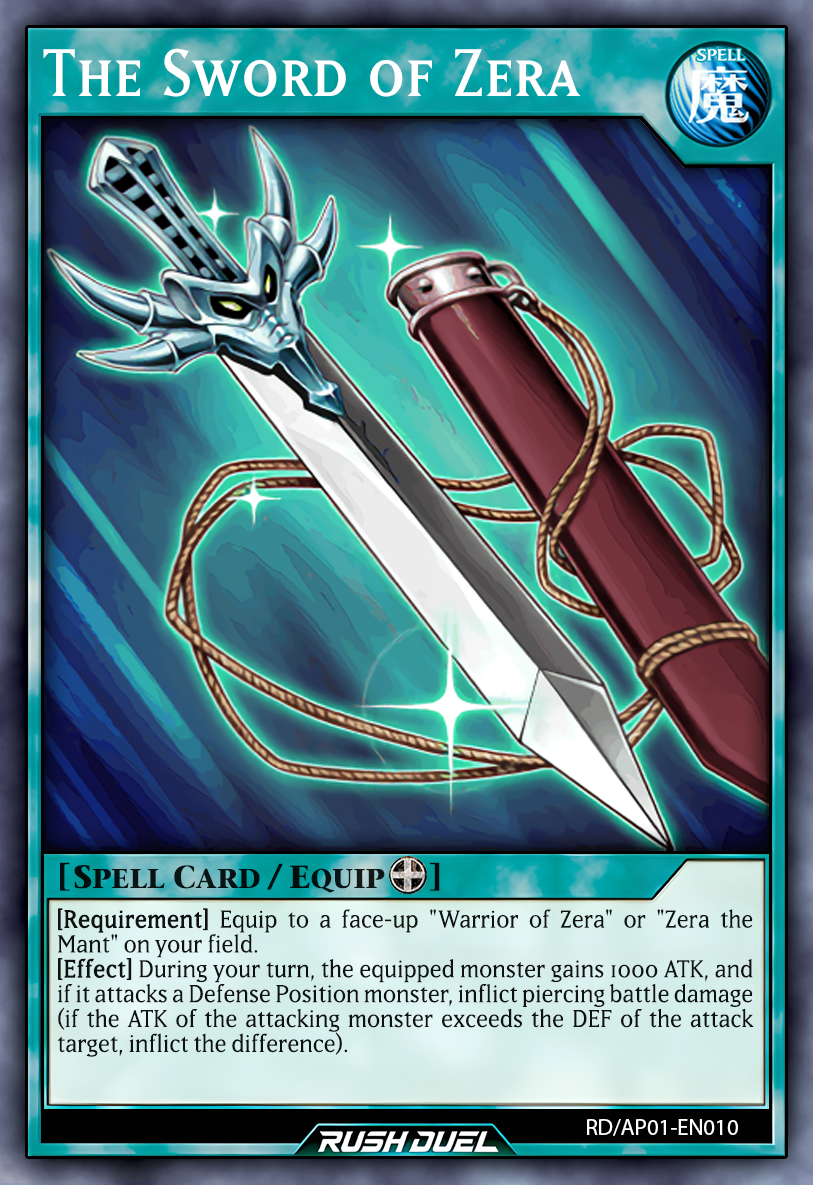 The Sword of Zera
SPELL
魔
[Spell Card / Equip]
[Requirement] Equip to a face-up "Warrior of Zera" or "Zera the
Mant" on your field.
[Effect] During your turn, the equipped monster gains 1000 ATK, and
if it attacks a Defense Position monster, inflict piercing battle damage
(if the ATK of the attacking monster exceeds the DEF of the attack
target, inflict the difference).
RD/AP01-EN010
RUSH DUEL